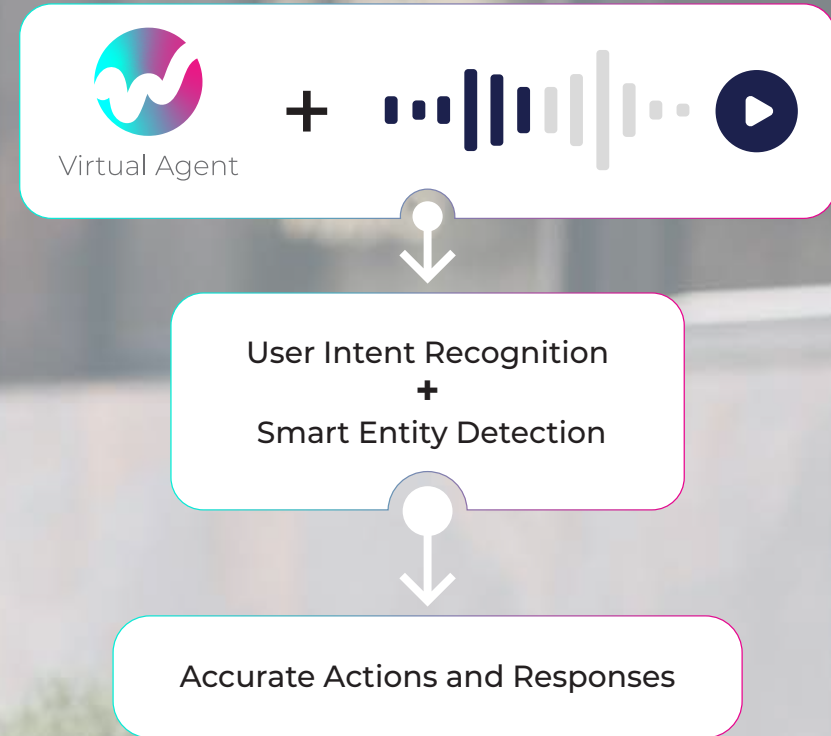 +
Virtual Agent
User Intent Recognition
+
Smart Entity Detection
Accurate Actions and Responses